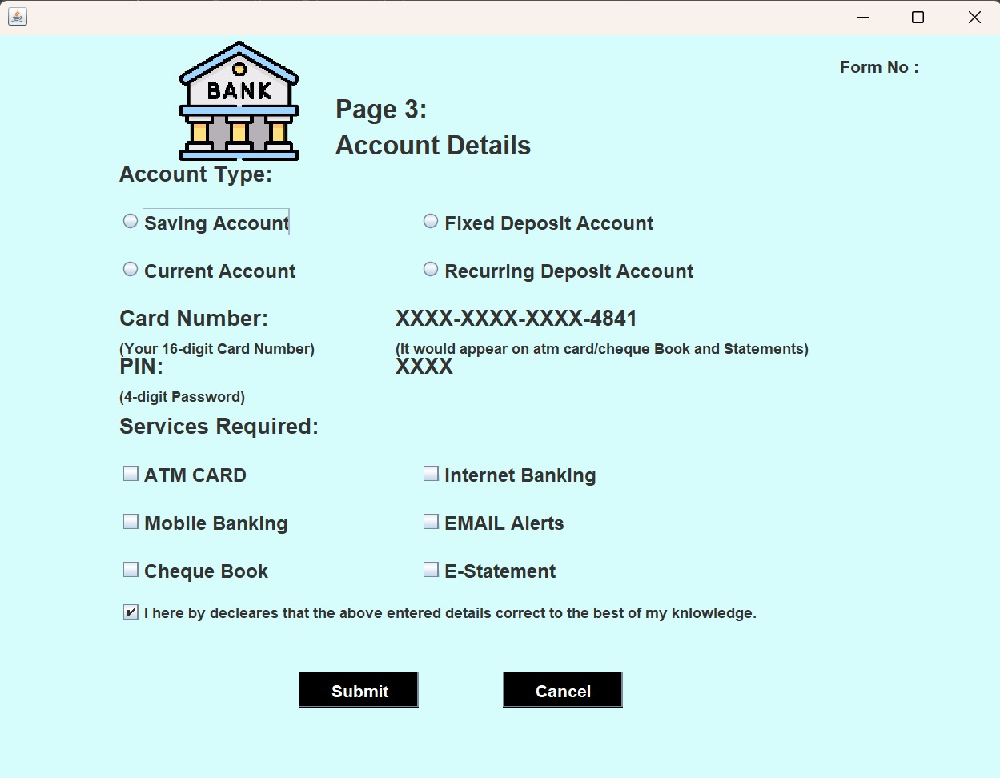 BANK
Form No :
Page 3:
Account Details
Account Type:
Saving Account
Fixed Deposit Account
Current Account
Recurring Deposit Account
Card Number:
XXXX-XXXX-XXXX-4841
(Your 16-digit Card Number)
(It would appear on atm card/cheque Book and Statements)
PIN:
XXXX
(4-digit Password)
Services Required:
ATM CARD
Internet Banking
Mobile Banking
EMAIL Alerts
Cheque Book
E-Statement
I here by decleares that the above entered details correct to the best of my knlowledge.
Submit
Cancel